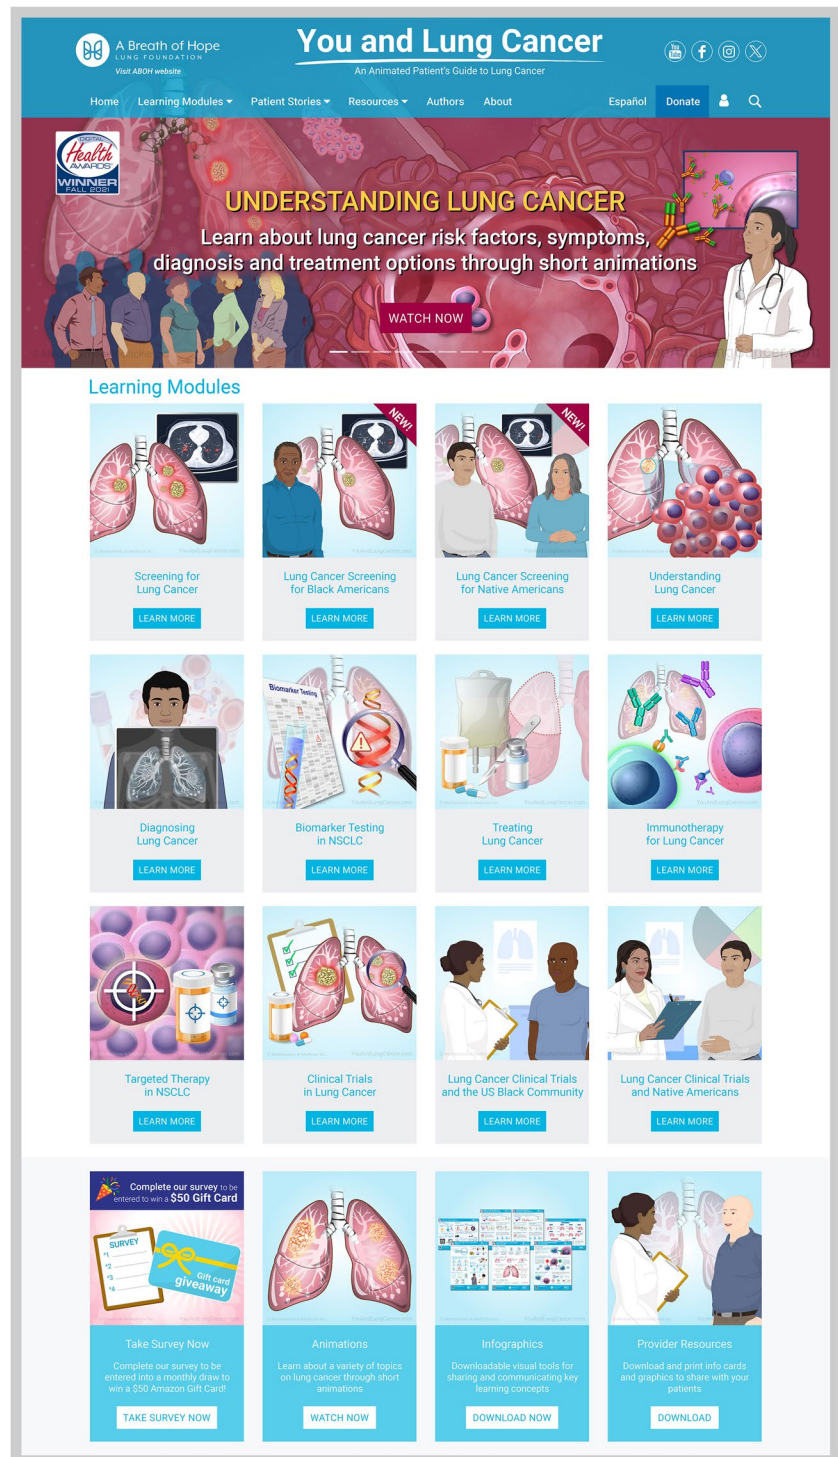 A Breath of Hope
LUNG FOUNDATION
Visit ABOH website
You and Lung Cancer
An Animated Patient's Guide to Lung Cancer
You Tube
Home Learning Modules Patient Stories Resources Authors About Español Donate
DIGITAL
Health
AWARDS
WINNER
FALL 2021
UNDERSTANDING LUNG CANCER
Learn about lung cancer risk factors, symptoms,
diagnosis and treatment options through short animations
WATCH NOW
Learning Modules
NEW!
NEW!
Screening for
Lung Cancer
LEARN MORE
Lung Cancer Screening
for Black Americans
LEARN MORE
Lung Cancer Screening
for Native Americans
LEARN MORE
Understanding
Lung Cancer
LEARN MORE
Biomarker Testing
Diagnosing
Lung Cancer
LEARN MORE
Biomarker Testing
in NSCLC
LEARN MORE
Treating
Lung Cancer
LEARN MORE
Immunotherapy
for Lung Cancer
LEARN MORE
Targeted Therapy
in NSCLC
LEARN MORE
Clinical Trials
in Lung Cancer
LEARN MORE
Lung Cancer Clinical Trials
and the US Black Community
LEARN MORE
Lung Cancer Clinical Trials
and Native Americans
LEARN MORE
Complete our survey to be
entered to win a $50 Gift Card
SURVEY
#1
#2
#3
#4
Gift card
giveaway
Take Survey Now
Complete our survey to be
entered into a monthly draw to
win a $50 Amazon Gift Card!
TAKE SURVEY NOW
Animations
Learn about a variety of topics
on lung cancer through short
animations
WATCH NOW
Infographics
Downloadable visual tools for
sharing and communicating key
learning concepts
DOWNLOAD NOW
Provider Resources
Download and print info cards
and graphics to share with your
patients
DOWNLOAD